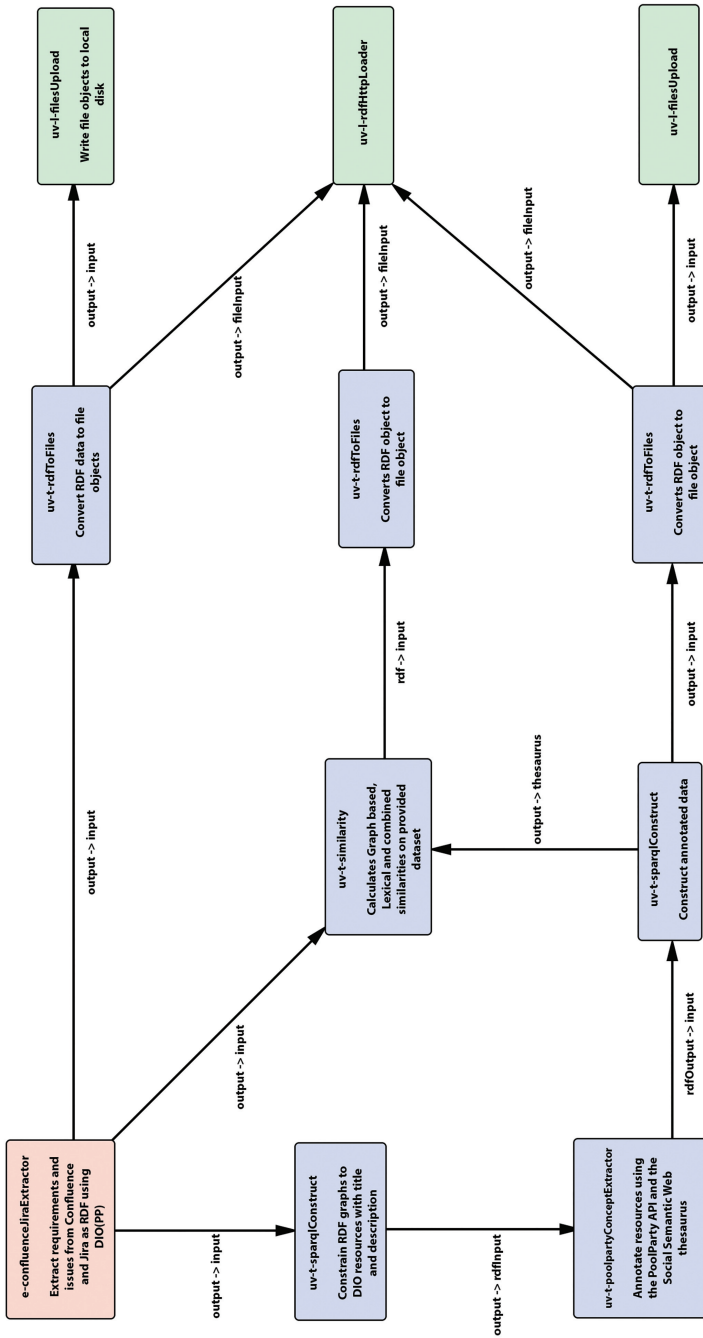 e-confluenceJiraExtractor
Extract requirements and
issues from Confluence
and Jira as RDF using
DIO(PP)
output -> input
uv-t-rdfToFiles
Convert RDF data to file
objects
output -> input
uv-l-filesUpload
Write file objects to local
disk
output -> fileInput
output -> input
output -> input
uv-t-sparqlConstruct
Constrain RDF graphs to
DIO resources with title
and description
uv-t-similarity
Calculates Graph based,
Lexical and combined
similarities on provided
dataset
rdf -> input
uv-t-rdfToFiles
Converts RDF object to
file object
output -> fileInput
uv-l-rdfHttpLoader
output -> rdfInput
output -> thesaurus
output -> fileInput
uv-t-poolpartyConceptExtractor
Annotate resources using
the PoolParty API and the
Social Semantic Web
thesaurus
rdfOutput -> input
uv-t-sparqlConstruct
Construct annotated data
output -> input
uv-t-rdfToFiles
Converts RDF object to
file object
output -> input
uv-l-filesUpload